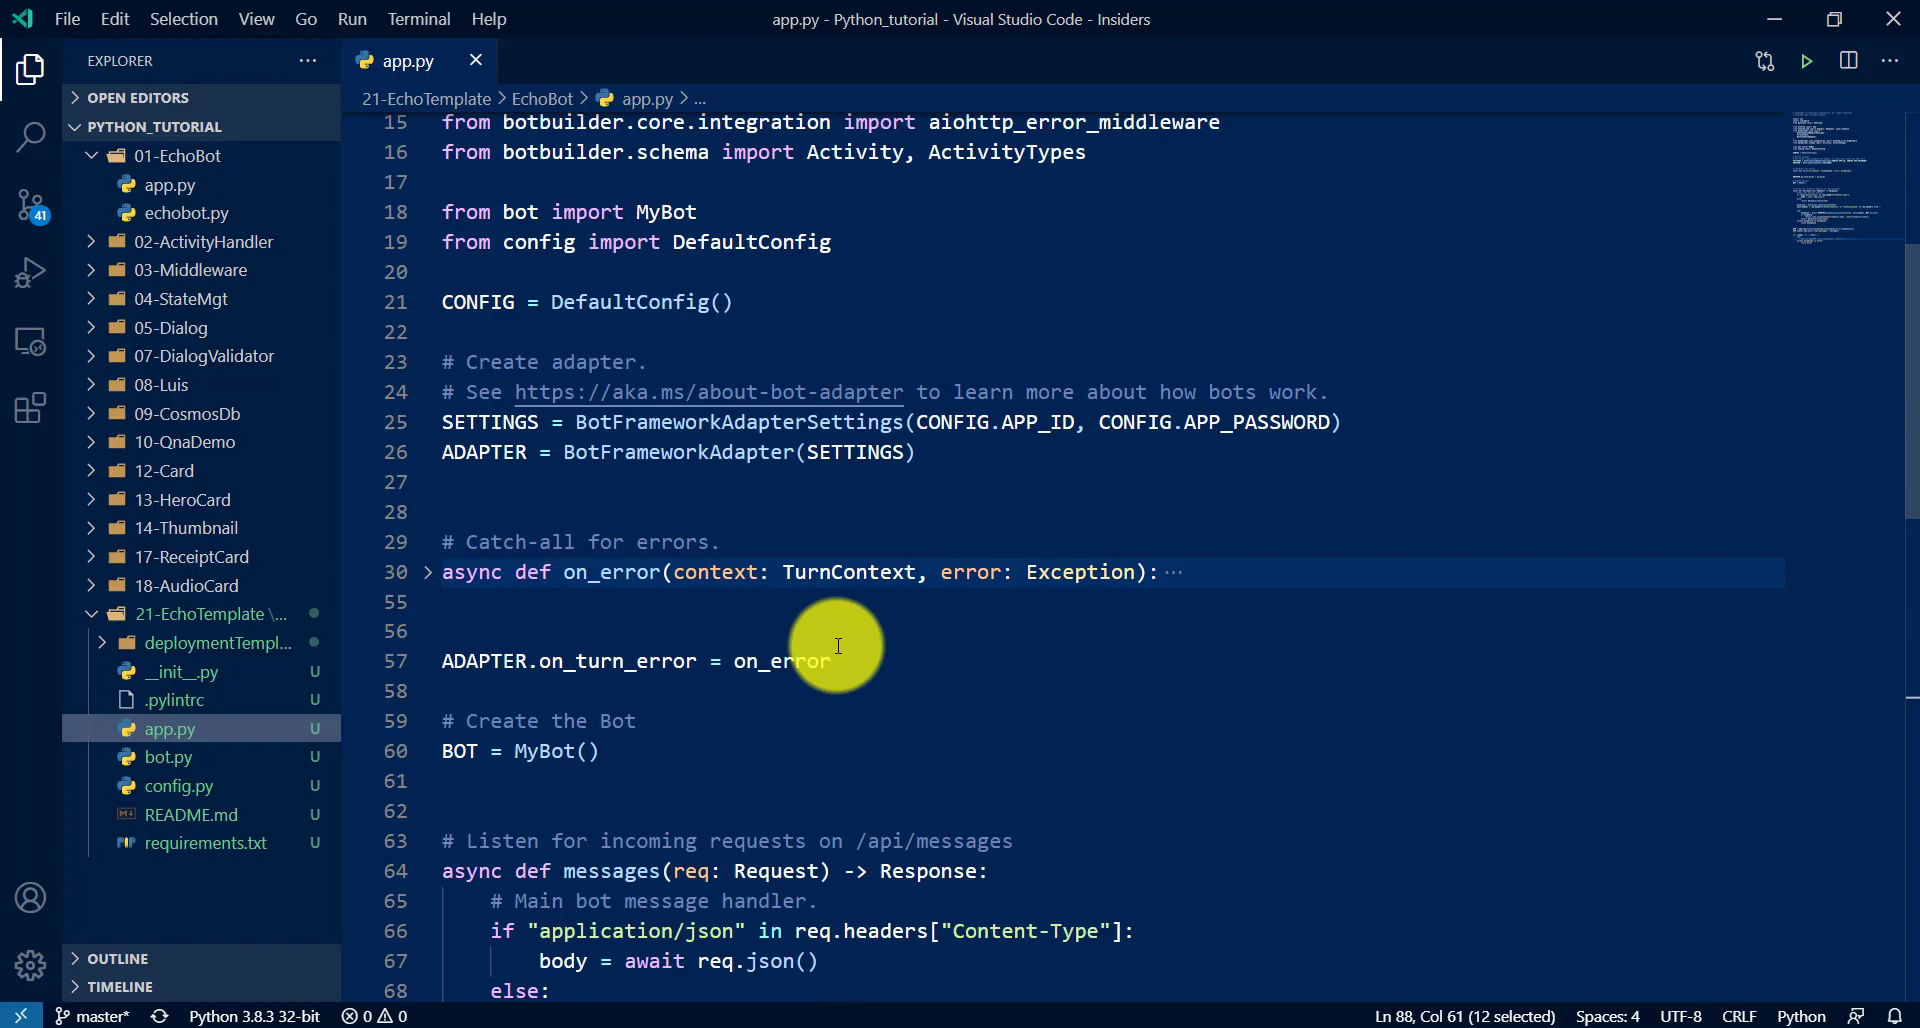 File Edit Selection View Go Run Terminal Help
app.py - Python_tutorial - Visual Studio Code - Insiders
EXPLORER ...
OPEN EDITORS
PYTHON_TUTORIAL
01-EchoBot
app.py
echobot.py
02-ActivityHandler
03-Middleware
04-StateMgt
05-Dialog
07-DialogValidator
08-Luis
09-CosmosDb
10-QnaDemo
12-Card
13-HeroCard
14-Thumbnail
17-ReceiptCard
18-AudioCard
21-EchoTemplate \...
deploymentTempl...
__init__.py U
.pylintrc U
app.py U
bot.py U
config.py U
README.md U
requirements.txt U
OUTLINE
TIMELINE
41
app.py
21-EchoTemplate > EchoBot > app.py > ...
15 from botbuilder.core.integration import aiohttp_error_middleware
16 from botbuilder.schema import Activity, ActivityTypes
17
18 from bot import MyBot
19 from config import DefaultConfig
20
21 CONFIG = DefaultConfig()
22
23 # Create adapter.
24 # See https://aka.ms/about-bot-adapter to learn more about how bots work.
25 SETTINGS = BotFrameworkAdapterSettings(CONFIG.APP_ID, CONFIG.APP_PASSWORD)
26 ADAPTER = BotFrameworkAdapter(SETTINGS)
27
28
29 # Catch-all for errors.
30 async def on_error(context: TurnContext, error: Exception): ...
55
56
57 ADAPTER.on_turn_error = on_error
58
59 # Create the Bot
60 BOT = MyBot()
61
62
63 # Listen for incoming requests on /api/messages
64 async def messages(req: Request) -> Response:
65 # Main bot message handler.
66 if "application/json" in req.headers["Content-Type"]:
67 body = await req.json()
68 else:
master* Python 3.8.3 32-bit 0 0
Ln 88, Col 61 (12 selected) Spaces: 4 UTF-8 CRLF Python